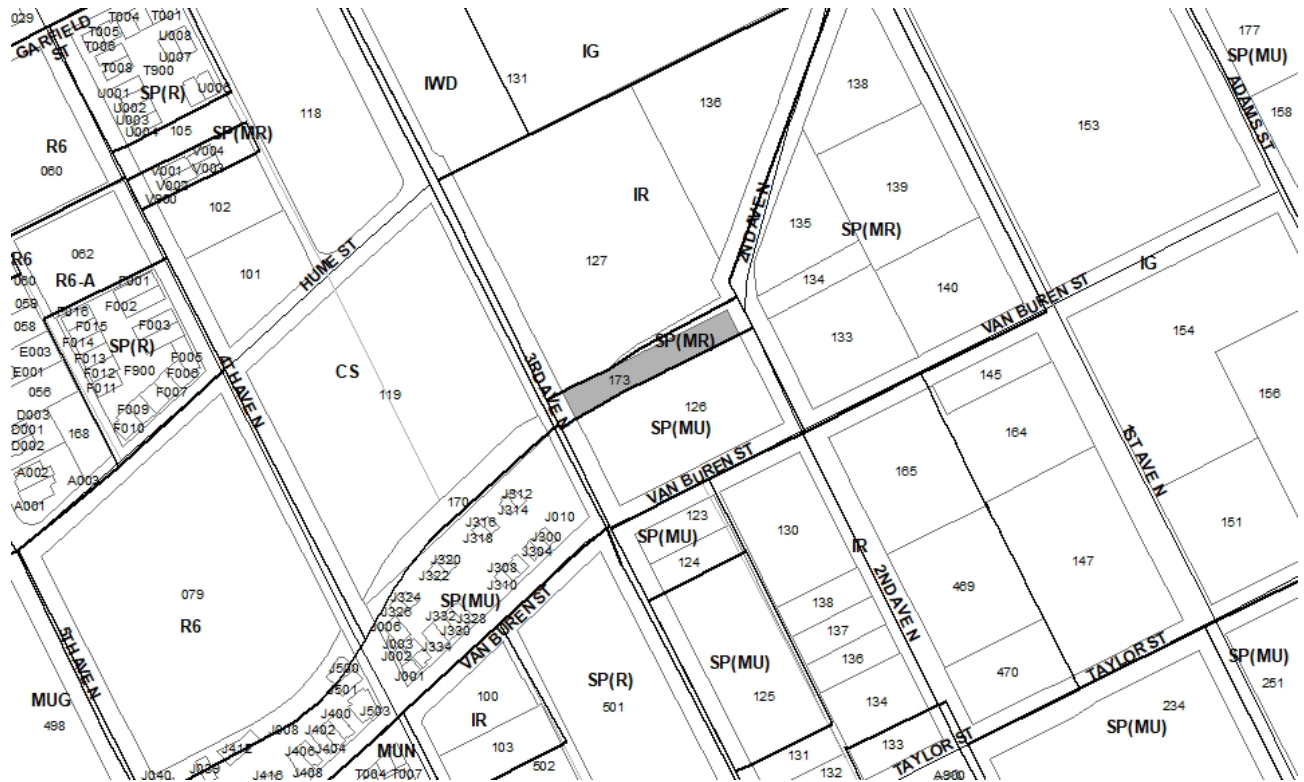 029
T004
T001
GARFIELD
ST
T005
U008
T006
U007
T008
T900
U001
SP(R)
U006
U002
U003
U004
105
SP(MR)
R6
V004
060
V001
V003
V002
V900
102
101
118
IWD
131
IG
136
138
177
SP(MU)
ADAMS ST
158
153
IR
127
2ND AVE N
139
135
SP(MR)
134
140
133
062
R6
R6-A
060
059
058
E003
E001
056
D003
D001
D002
168
A002
A003
A001
F001
F002
F016
F015
F003
F014
SP(R)
F013
F005
F012
F900
F006
F011
F007
F009
F010
HUME ST
4TH AVE N
CS
119
3RD AVE N
SP(MR)
173
126
SP(MU)
VAN BUREN ST
VAN BUREN ST
IG
154
156
145
164
165
1ST AVE N
151
170
J312
J314
J316
J318
J010
J300
J304
J320
J322
J308
J310
J324
J326
SP(MU)
J332
J328
J006
J330
J003
J334
J002
J001
VAN BUREN ST
123
SP(MU)
124
130
IR
2ND AVE N
469
147
138
137
136
134
470
TAYLOR ST
079
R6
5TH AVE N
MUG
498
J500
J501
J503
J400
J008
J402
J412
J406
J404
J039
J040
J416
J408
MUN
T004
T007
100
IR
103
502
SP(R)
501
SP(MU)
125
131
132
133
TAYLOR ST
A900
234
SP(MU)
SP(MU)
251